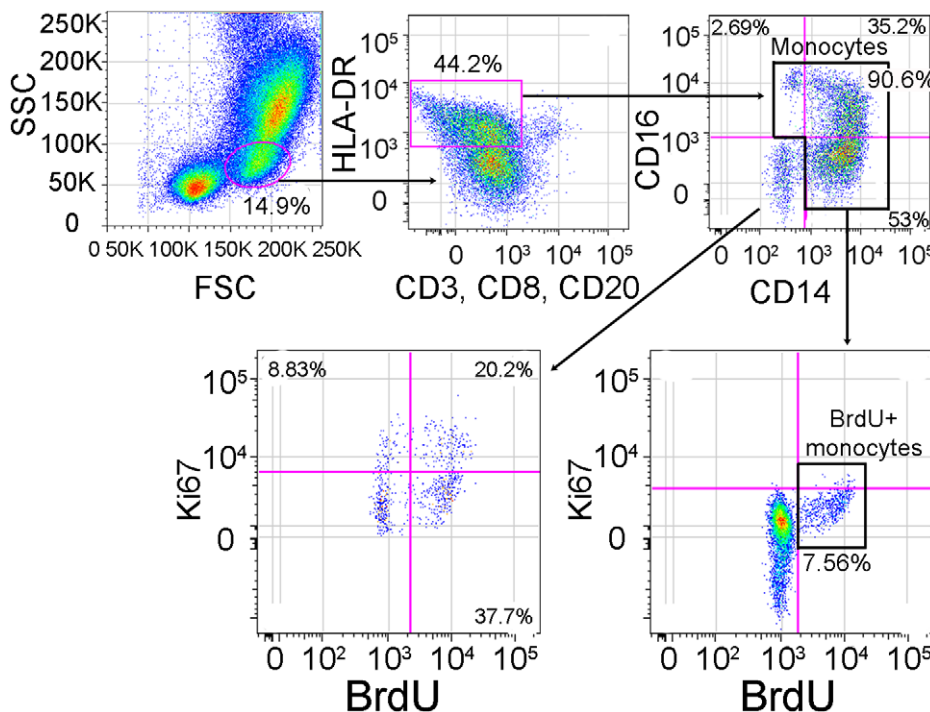 SSC
250K
200K
150K
100K
50K
0
14.9%
0 50K 100K 150K 200K 250K
FSC
HLA-DR
10⁵
10⁴
10³
0
44.2%
0 10³ 10⁴ 10⁵
CD3, CD8, CD20
CD16
10⁵
10⁴
10³
0
2.69% 35.2%
Monocytes
90.6%
53%
0 10² 10³ 10⁴ 10⁵
CD14
Ki67
10⁵
10⁴
10³
0
8.83% 20.2%
37.7%
0 10² 10³ 10⁴ 10⁵
BrdU
Ki67
10⁵
10⁴
10³
0
BrdU+
monocytes
7.56%
0 10² 10³ 10⁴ 10⁵
BrdU